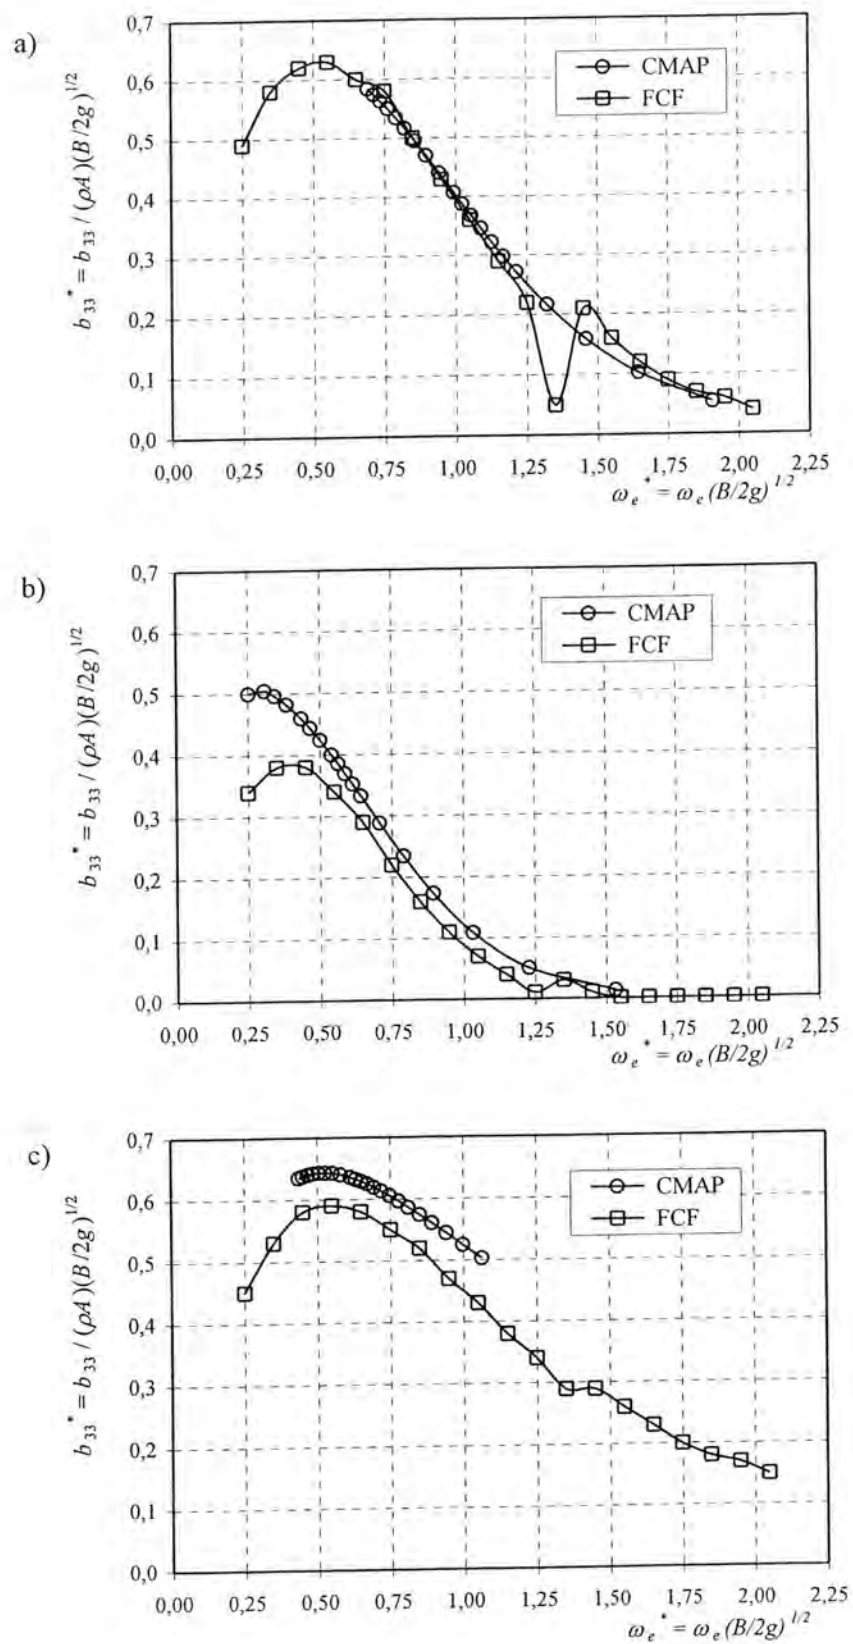 a)
b₃₃* = b₃₃ / (ρA)(B/2g)^1/2
0,7
0,6
0,5
0,4
0,3
0,2
0,1
0,0
CMAP
FCF
0,00 0,25 0,50 0,75 1,00 1,25 1,50 1,75 2,00 2,25
ωₑ* = ωₑ (B/2g)^1/2
b)
b₃₃* = b₃₃ / (ρA)(B/2g)^1/2
0,7
0,6
0,5
0,4
0,3
0,2
0,1
0,0
CMAP
FCF
0,00 0,25 0,50 0,75 1,00 1,25 1,50 1,75 2,00 2,25
ωₑ* = ωₑ (B/2g)^1/2
c)
b₃₃* = b₃₃ / (ρA)(B/2g)^1/2
0,7
0,6
0,5
0,4
0,3
0,2
0,1
0,0
CMAP
FCF
0,00 0,25 0,50 0,75 1,00 1,25 1,50 1,75 2,00 2,25
ωₑ* = ωₑ (B/2g)^1/2